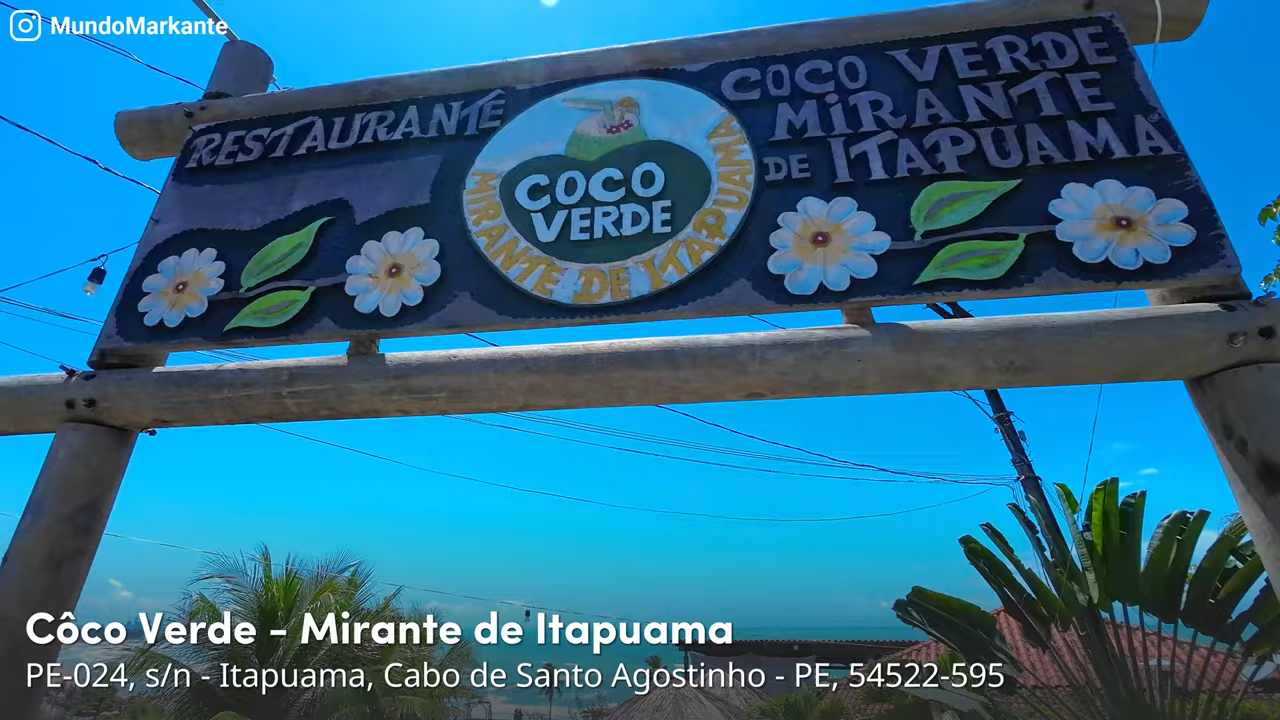 MundoMarkante
RESTAURANTE
COCO VERDE
MIRANTE DE ITAPUAMA
COCO VERDE
MiRANTE
DE ITAPUAMA
Côco Verde - Mirante de Itapuama
PE-024, s/n - Itapuama, Cabo de Santo Agostinho - PE, 54522-595